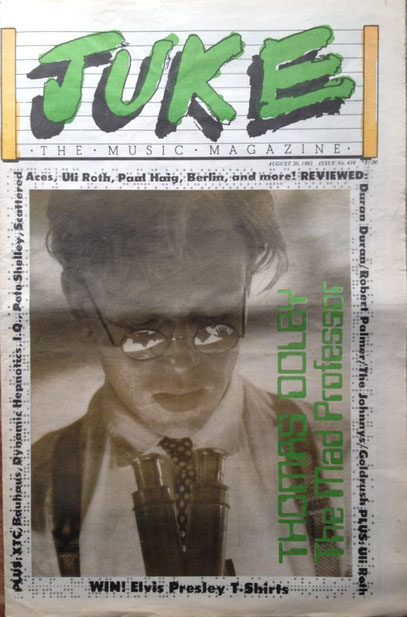 JUKE
·THE·MUSIC·MAGAZINE·
AUGUST 20, 1983 ISSUE No. 434 $1.00
PLUS: XTC, Bauhaus, Dynamic Hepnotics, I.Q., Pete Shelley, Scattered
Aces, Uli Roth, Paul Haig, Berlin, and more! REVIEWED:
Duran Duran/Robert Palmer/The Johnnys/Goldrush PLUS: Uli Roth
THOMAS DOLBY
The Mad Professor
WIN! Elvis Presley T-Shirts